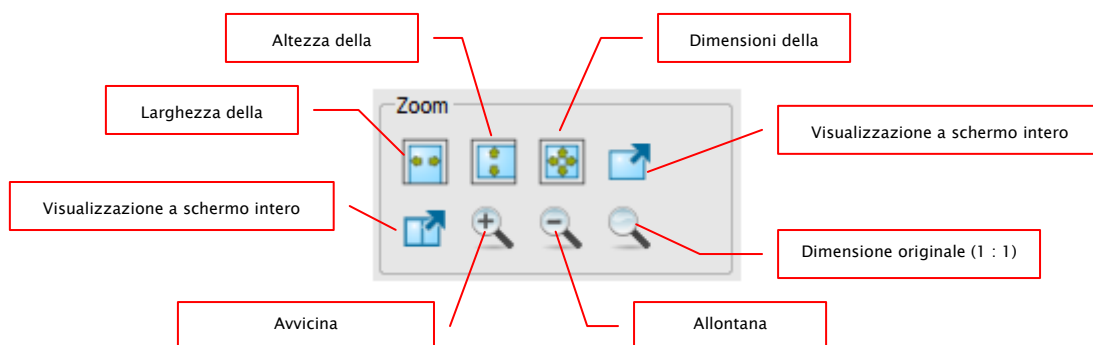 Altezza della
Dimensioni della
Larghezza della
Zoom
Visualizzazione a schermo intero
Visualizzazione a schermo intero
Dimensione originale (1 : 1)
Avvicina
Allontana